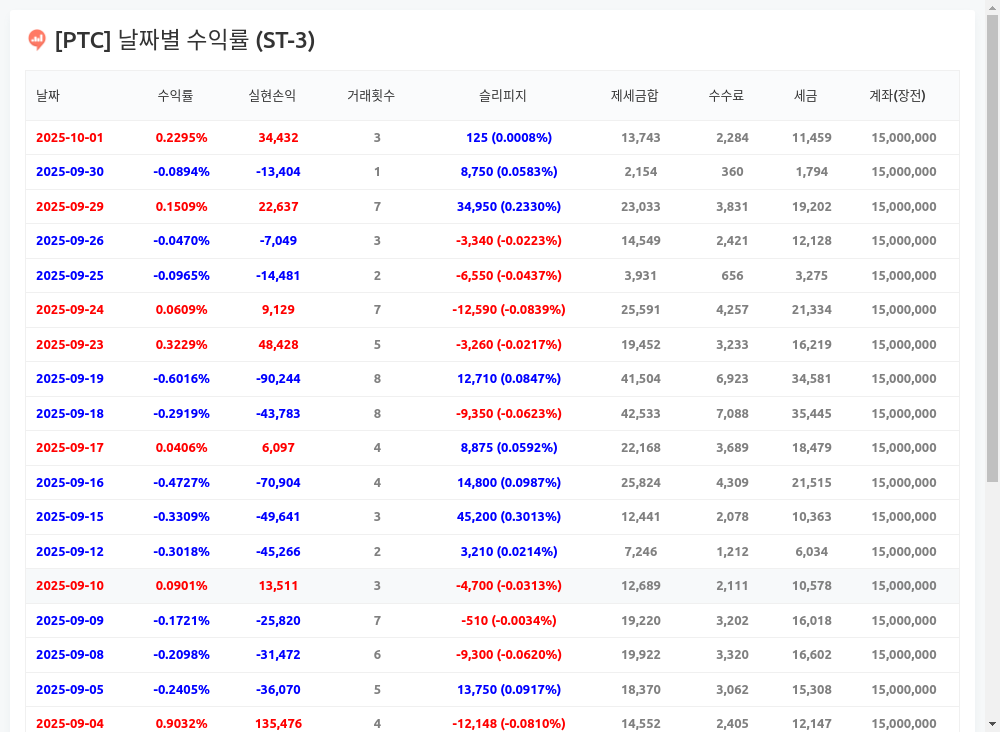 [PTC] 날짜별 수익률 (ST-3)
날짜 수익률 실현손익 거래횟수 슬리피지 제세금합 수수료 세금 계좌(장전)
2025-10-01 0.2295% 34,432 3 125 (0.0008%) 13,743 2,284 11,459 15,000,000
2025-09-30 -0.0894% -13,404 1 8,750 (0.0583%) 2,154 360 1,794 15,000,000
2025-09-29 0.1509% 22,637 7 34,950 (0.2330%) 23,033 3,831 19,202 15,000,000
2025-09-26 -0.0470% -7,049 3 -3,340 (-0.0223%) 14,549 2,421 12,128 15,000,000
2025-09-25 -0.0965% -14,481 2 -6,550 (-0.0437%) 3,931 656 3,275 15,000,000
2025-09-24 0.0609% 9,129 7 -12,590 (-0.0839%) 25,591 4,257 21,334 15,000,000
2025-09-23 0.3229% 48,428 5 -3,260 (-0.0217%) 19,452 3,233 16,219 15,000,000
2025-09-19 -0.6016% -90,244 8 12,710 (0.0847%) 41,504 6,923 34,581 15,000,000
2025-09-18 -0.2919% -43,783 8 -9,350 (-0.0623%) 42,533 7,088 35,445 15,000,000
2025-09-17 0.0406% 6,097 4 8,875 (0.0592%) 22,168 3,689 18,479 15,000,000
2025-09-16 -0.4727% -70,904 4 14,800 (0.0987%) 25,824 4,309 21,515 15,000,000
2025-09-15 -0.3309% -49,641 3 45,200 (0.3013%) 12,441 2,078 10,363 15,000,000
2025-09-12 -0.3018% -45,266 2 3,210 (0.0214%) 7,246 1,212 6,034 15,000,000
2025-09-10 0.0901% 13,511 3 -4,700 (-0.0313%) 12,689 2,111 10,578 15,000,000
2025-09-09 -0.1721% -25,820 7 -510 (-0.0034%) 19,220 3,202 16,018 15,000,000
2025-09-08 -0.2098% -31,472 6 -9,300 (-0.0620%) 19,922 3,320 16,602 15,000,000
2025-09-05 -0.2405% -36,070 5 13,750 (0.0917%) 18,370 3,062 15,308 15,000,000
2025-09-04 0.9032% 135,476 4 -12,148 (-0.0810%) 14,552 2,405 12,147 15,000,000